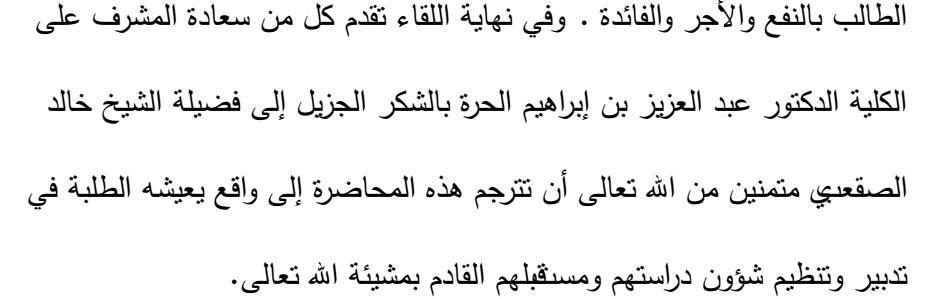 الطالب بالنفع والأجر والفائدة . وفي نهاية اللقاء تقدم كل من سعادة المشرف على
الكلية الدكتور عبد العزيز بن إبراهيم الحرة بالشكر الجزيل إلى فضيلة الشيخ خالد
الصقعبي متمنين من الله تعالى أن تترجم هذه المحاضرة إلى واقع يعيشه الطلبة في
تدبير وتنظيم شؤون دراستهم ومستقبلهم القادم بمشيئة الله تعالى.